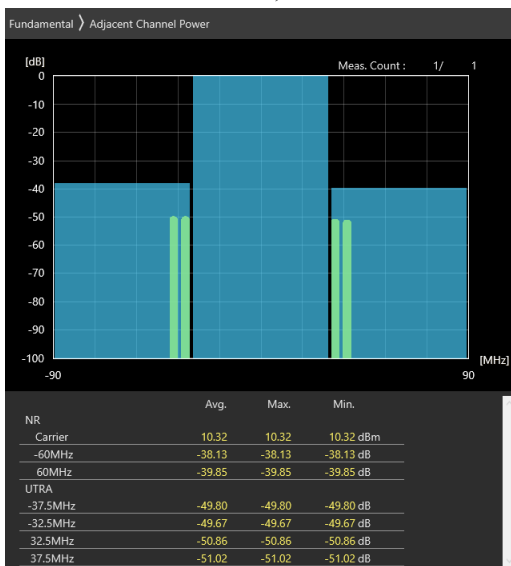 Fundamental 〉 Adjacent Channel Power
[dB]
Meas. Count : 1/ 1
0
-10
-20
-30
-40
-50
-60
-70
-80
-90
-100
[MHz]
-90 90
Avg. Max. Min.
NR
Carrier 10.32 10.32 10.32 dBm
-60MHz -38.13 -38.13 -38.13 dB
60MHz -39.85 -39.85 -39.85 dB
UTRA
-37.5MHz -49.80 -49.80 -49.80 dB
-32.5MHz -49.67 -49.67 -49.67 dB
32.5MHz -50.86 -50.86 -50.86 dB
37.5MHz -51.02 -51.02 -51.02 dB